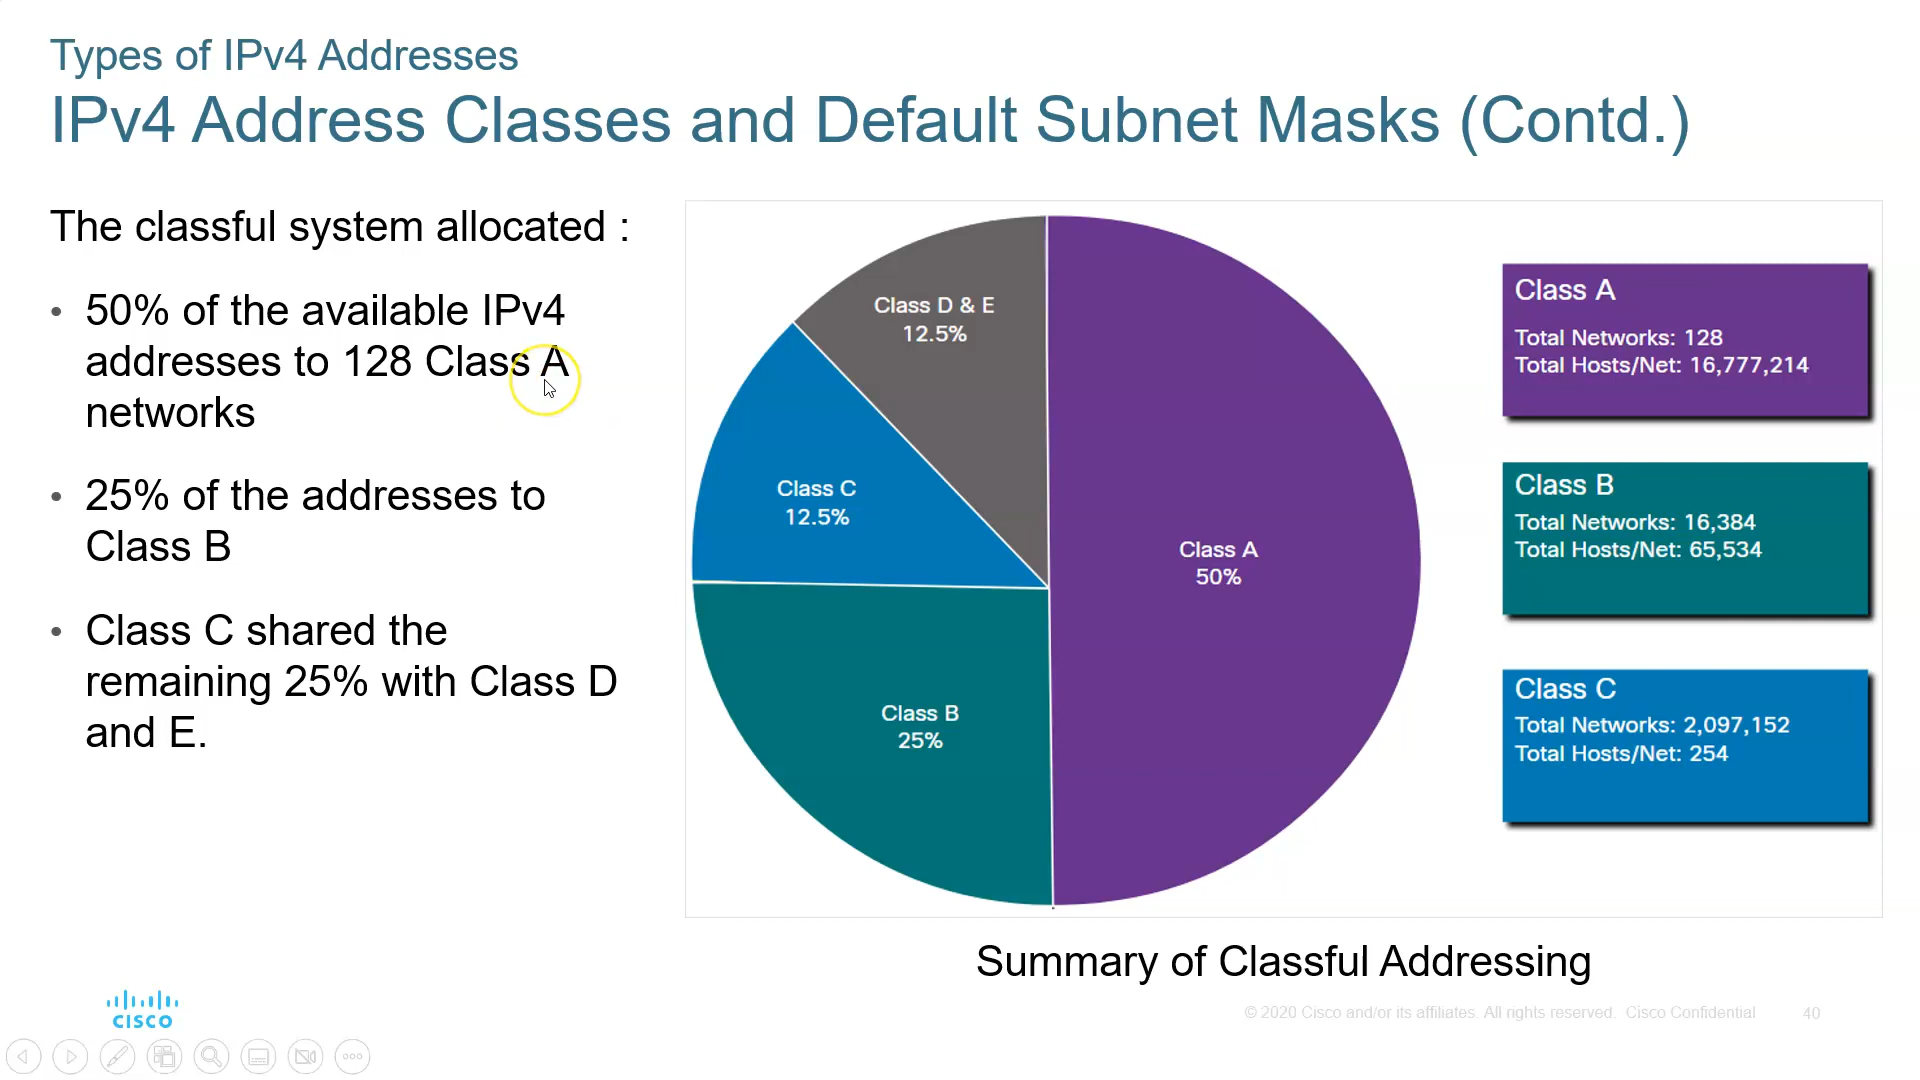 Types of IPv4 Addresses
IPv4 Address Classes and Default Subnet Masks (Contd.)
The classful system allocated :
• 50% of the available IPv4
addresses to 128 Class A
networks
• 25% of the addresses to
Class B
• Class C shared the
remaining 25% with Class D
and E.
Class D & E
12.5%
Class C
12.5%
Class A
50%
Class B
25%
Class A
Total Networks: 128
Total Hosts/Net: 16,777,214
Class B
Total Networks: 16,384
Total Hosts/Net: 65,534
Class C
Total Networks: 2,097,152
Total Hosts/Net: 254
Summary of Classful Addressing
CISCO
© 2020 Cisco and/or its affiliates. All rights reserved. Cisco Confidential
40